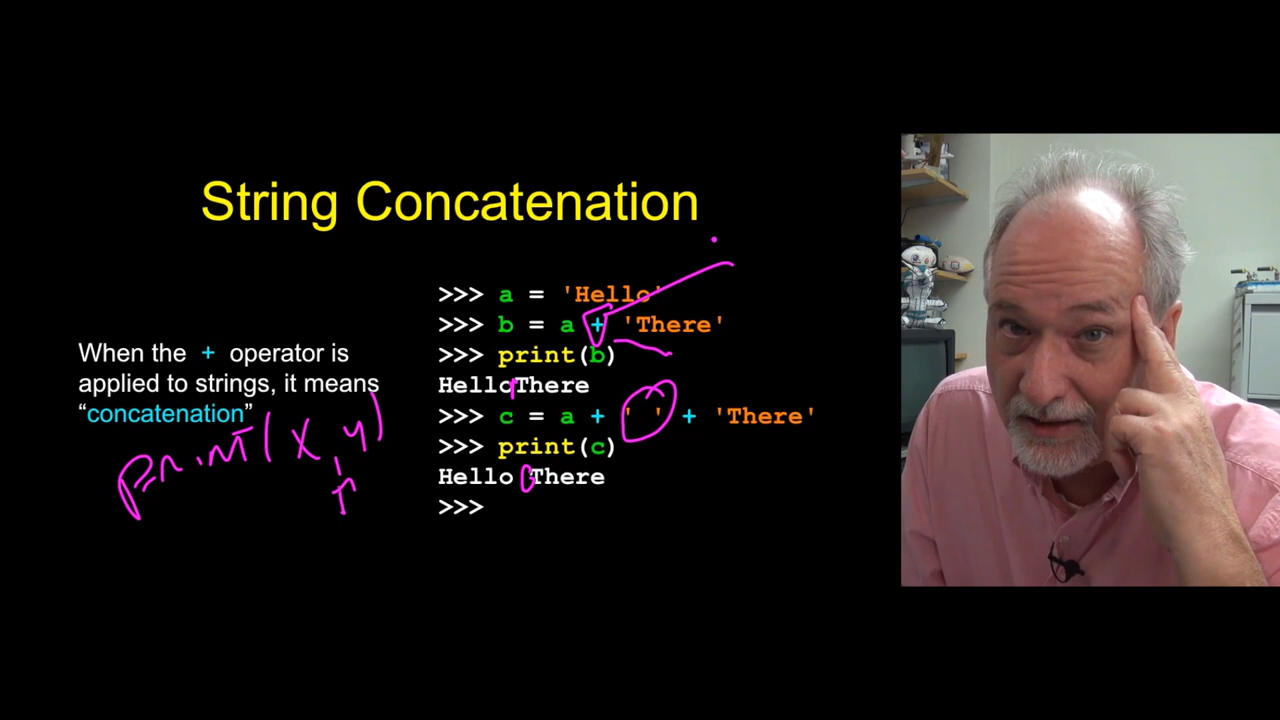 String Concatenation
When the + operator is
applied to strings, it means
“concatenation”
print(x,y)
>>> a = 'Hello'
>>> b = a + 'There'
>>> print(b)
HelloThere
>>> c = a + ' ' + 'There'
>>> print(c)
Hello There
>>>